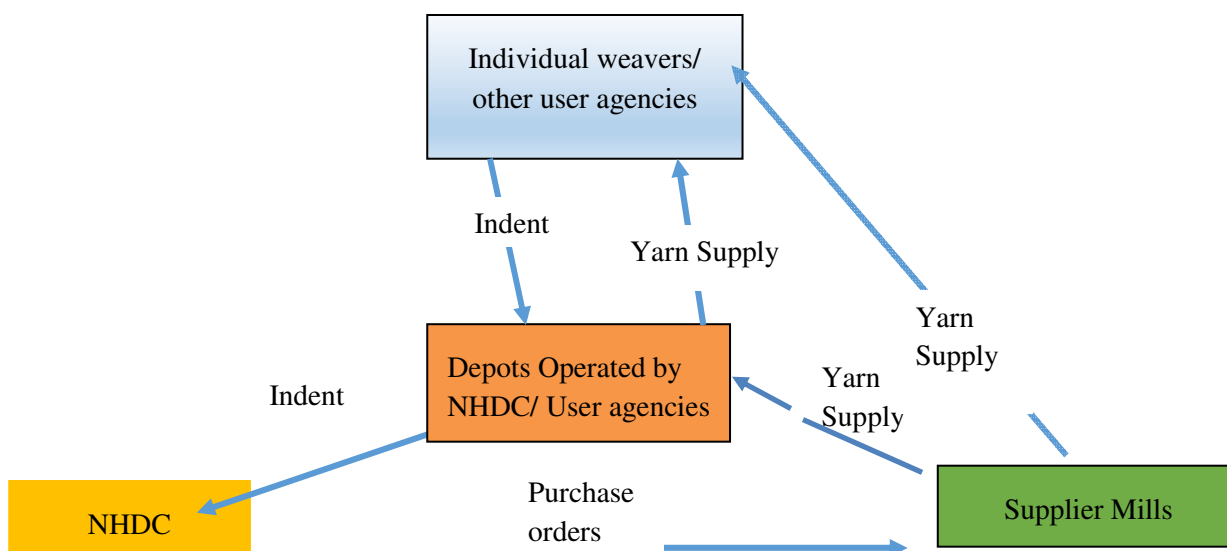 Individual weavers/
other user agencies
Indent
Yarn Supply
Yarn
Supply
Depots Operated by
NHDC/ User agencies
Yarn
Supply
Indent
Purchase
orders
NHDC
Supplier Mills